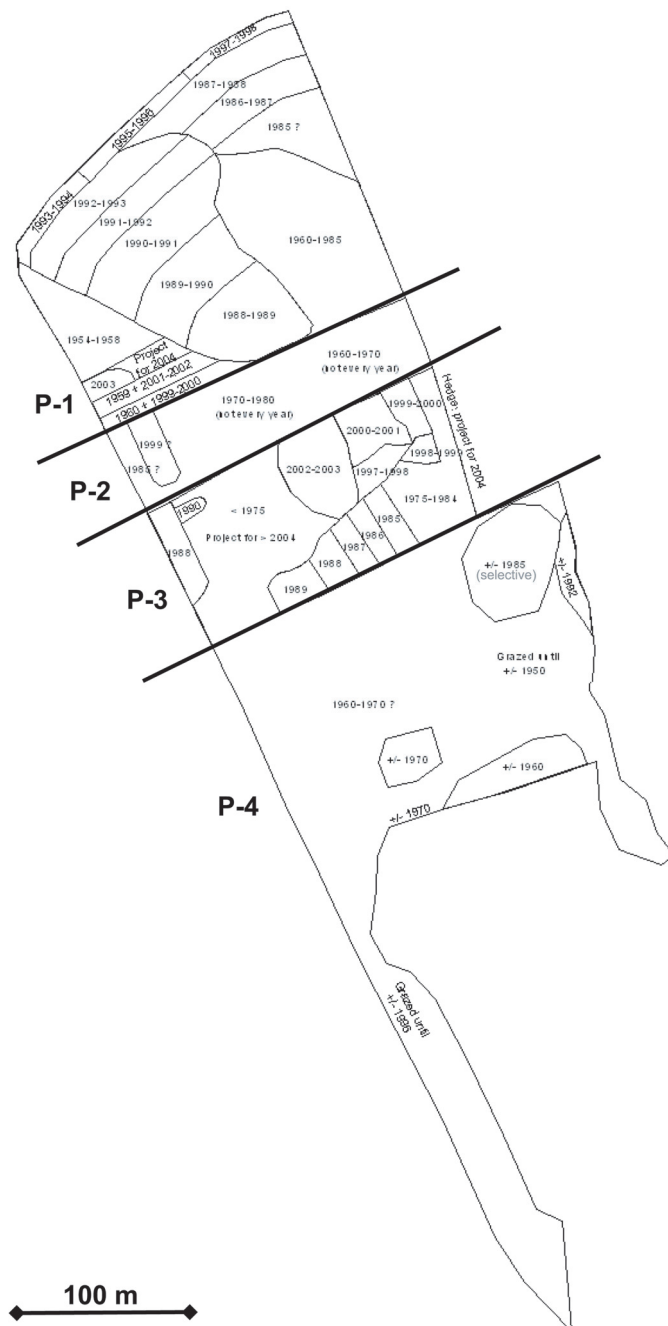 1997-1998
1987-1988
1986-1987
1995-1996
1985 ?
1993-1994
1992-1993
1991-1992
1990-1991
1960-1985
1989-1990
1988-1989
1954-1958
Project
for 2004
2003
1959 + 2001-2002
1960 + 1999-2000
P-1
1960-1970
(not every year)
1970-1980
(not every year)
Hedge: project for 2004
1999-2000
2000-2001
1999 ?
1985 ?
P-2
1998-1999
1997-1998
2002-2003
1975-1984
1990
< 1975
Project for > 2004
1985
1986
1987
1988
1988
1989
P-3
+/- 1985
(selective)
+/- 1992
Grazed until
+/- 1950
1960-1970 ?
+/- 1970
+/- 1960
P-4
+/- 1970
Grazed until
+/- 1996
100 m